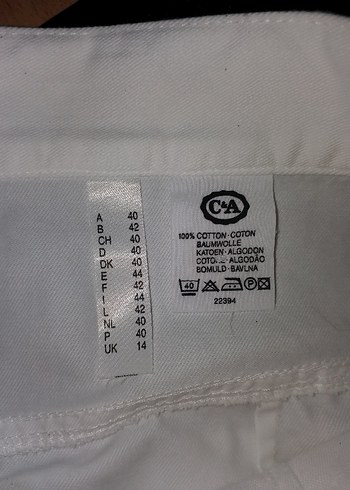 A 40
B 42
CH 40
D 40
DK 40
E 44
F 42
I 44
L 42
NL 40
P 40
UK 14
C&A
100% COTTON·COTON
BAUMWOLLE
KATOEN·ALGODON
ALGODÃO
BOMULD·BAVLNA
40 P
22394